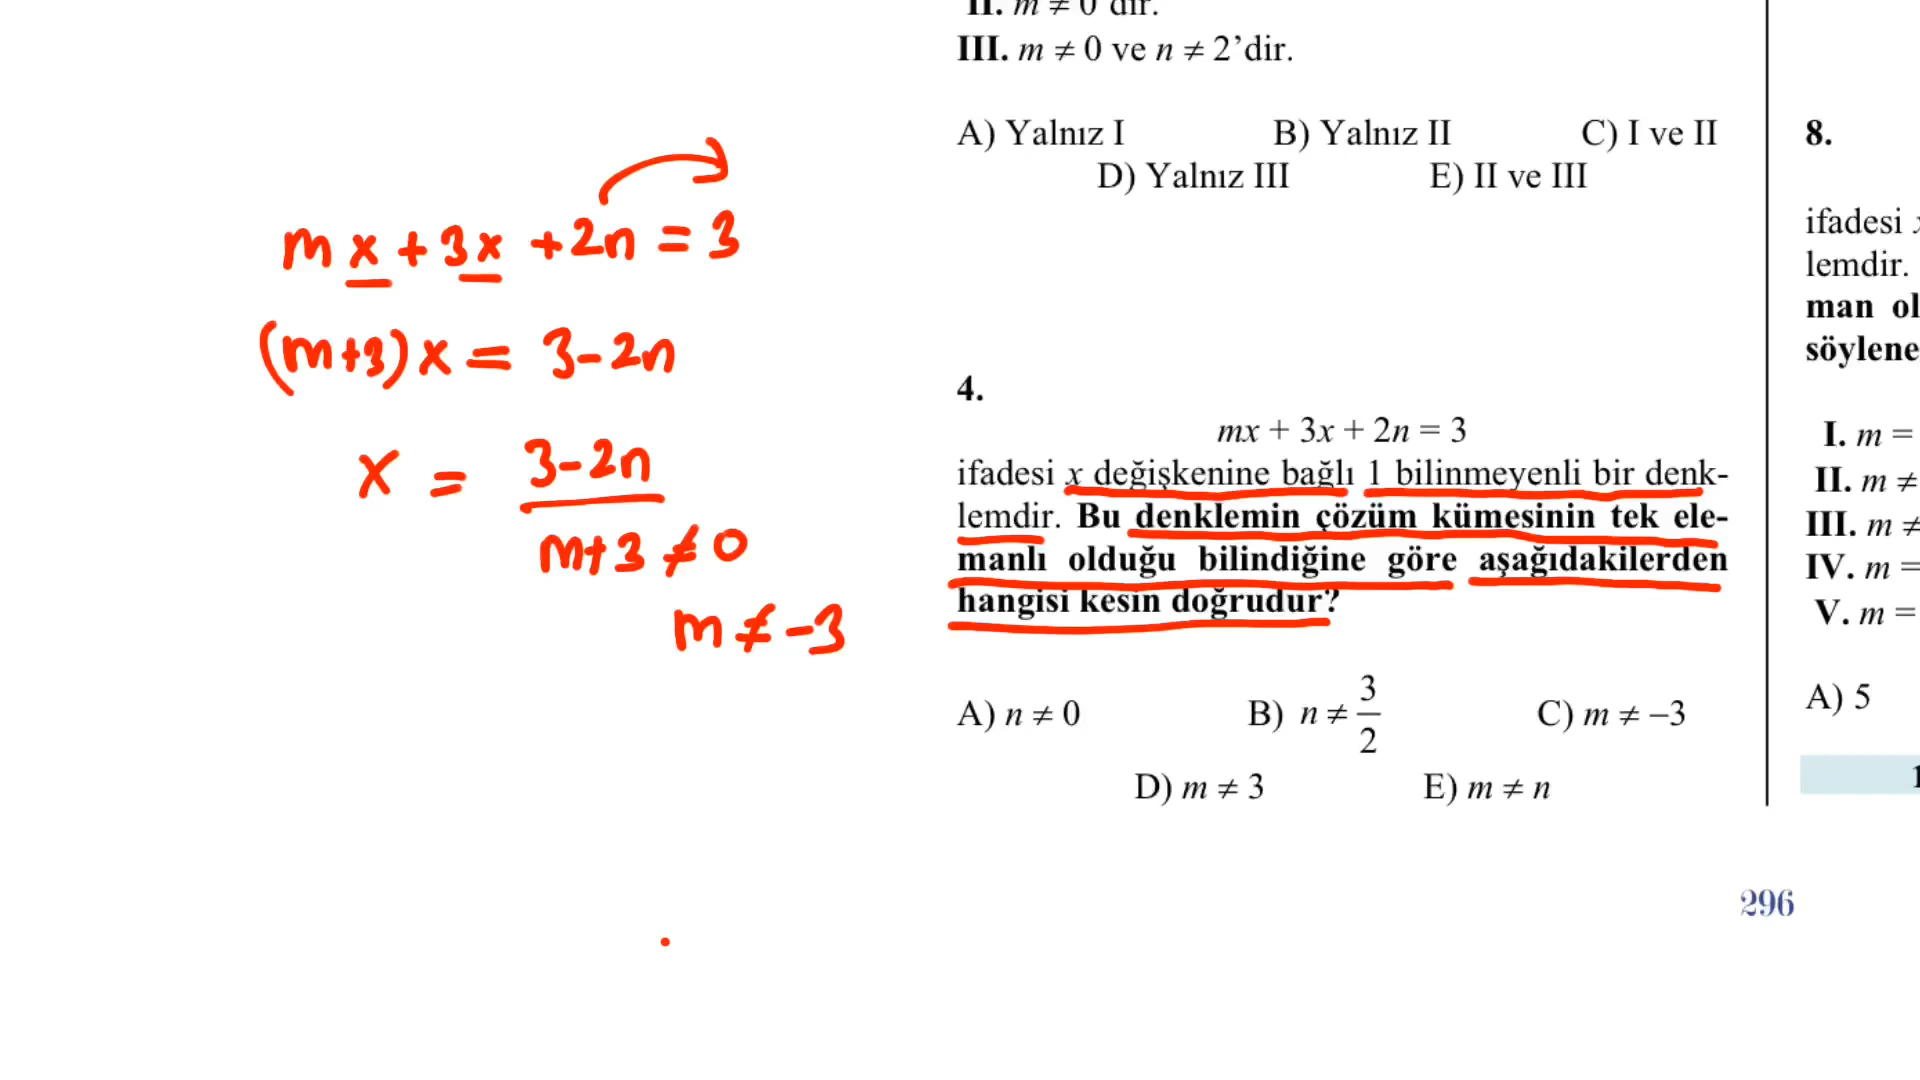 II. m ≠ 0 dır.
III. m ≠ 0 ve n ≠ 2’dir.
A) Yalnız I B) Yalnız II C) I ve II
D) Yalnız III E) II ve III
mx + 3x + 2n = 3
(m+3)x = 3-2n
x = 3-2n
m+3 ≠ 0
m ≠ -3
4.
mx + 3x + 2n = 3
ifadesi x değişkenine bağlı 1 bilinmeyenli bir denk-
lemdir. Bu denklemin çözüm kümesinin tek ele-
manlı olduğu bilindiğine göre aşağıdakilerden
hangisi kesin doğrudur?
A) n ≠ 0 B) n ≠ 3/2 C) m ≠ –3
D) m ≠ 3 E) m ≠ n
8.
ifadesi
lemdir.
man
söylene
I. m =
II. m ≠
III. m ≠
IV. m =
V. m =
A) 5
296